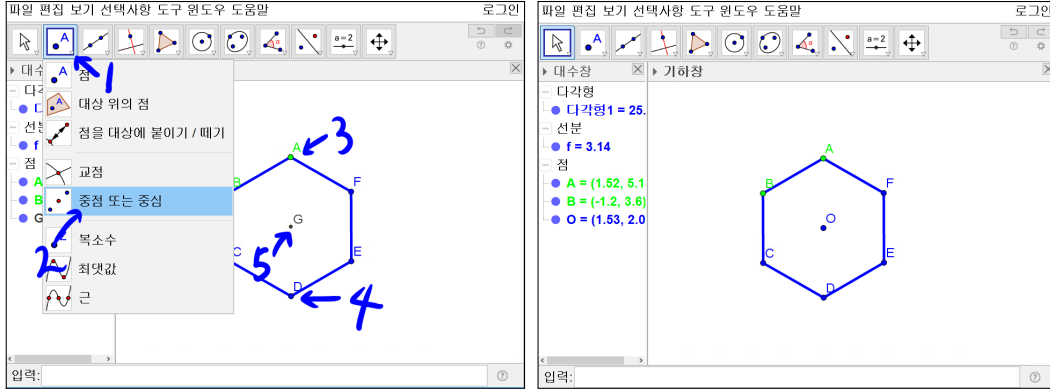 파일 편집 보기 선택사항 도구 윈도우 도움말 로그인
A a=2
대수
1
점
대상 위의 점
점을 대상에 붙이기 / 떼기
교점
중점 또는 중심
복소수
최댓값
근
2
다각
선분
f
점
A
B
G
A
3
B
F
G
5
C
E
D
4
입력:
파일 편집 보기 선택사항 도구 윈도우 도움말 로그인
A a=2
대수창 기하창
다각형
다각형1 = 25.
선분
f = 3.14
점
A = (1.52, 5.1
B = (-1.2, 3.6)
O = (1.53, 2.0
A
B
F
O
C
E
D
입력: